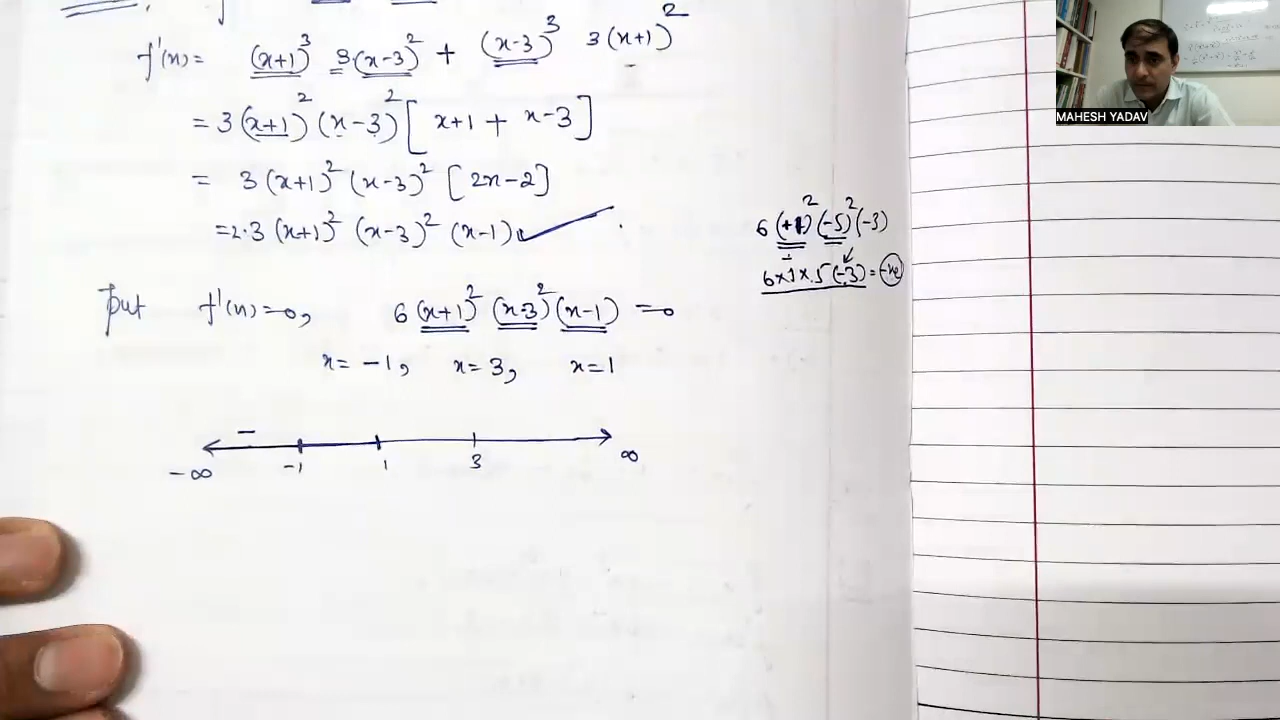 f'(x) = (x+1)³ 3(x-3)² + (x-3)³ 3(x+1)²
= 3(x+1)² (x-3)² [ x+1 + x-3 ]
= 3(x+1)² (x-3)² [2x-2]
= 2·3 (x+1)² (x-3)² (x-1)
6(+1)² (-5)² (-3)
6×1×5(-3) = -ve
Put f'(x)=0, 6 (x+1)² (x-3)² (x-1) = 0
x = -1, x = 3, x = 1
-
-∞ -1 1 3 ∞
MAHESH YADAV